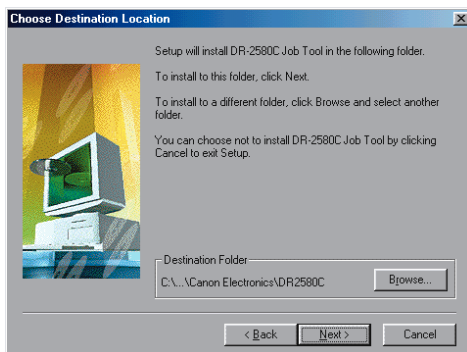 Choose Destination Location
Setup will install DR-2580C Job Tool in the following folder.
To install to this folder, click Next.
To install to a different folder, click Browse and select another
folder.
You can choose not to install DR-2580C Job Tool by clicking
Cancel to exit Setup.
Destination Folder
C:\...\Canon Electronics\DR2580C
Browse...
< Back
Next >
Cancel